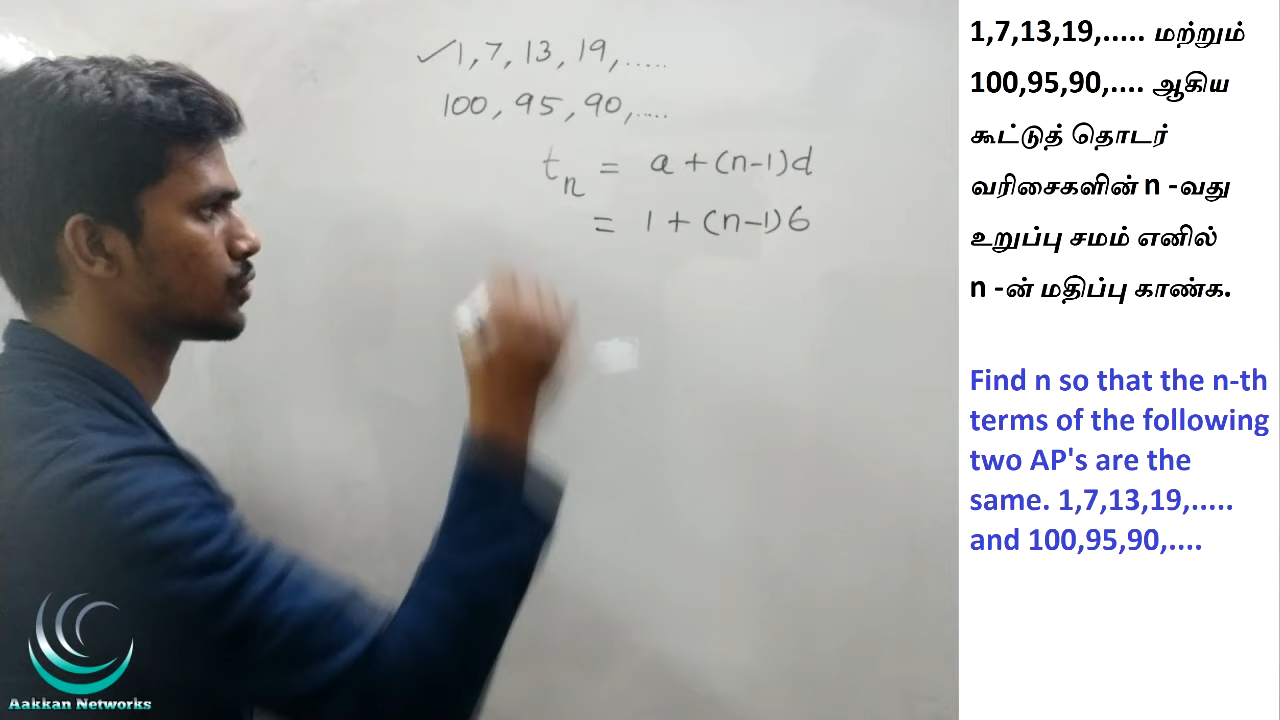 1, 7, 13, 19, .....
100, 95, 90, .....
tn = a + (n-1)d
= 1 + (n-1)6
1,7,13,19,..... மற்றும்
100,95,90,.... ஆகிய
கூட்டுத் தொடர்
வரிசைகளின் n -வது
உறுப்பு சமம் எனில்
n -ன் மதிப்பு காண்க.
Find n so that the n-th
terms of the following
two AP's are the
same. 1,7,13,19,.....
and 100,95,90,....
Aakkan Networks